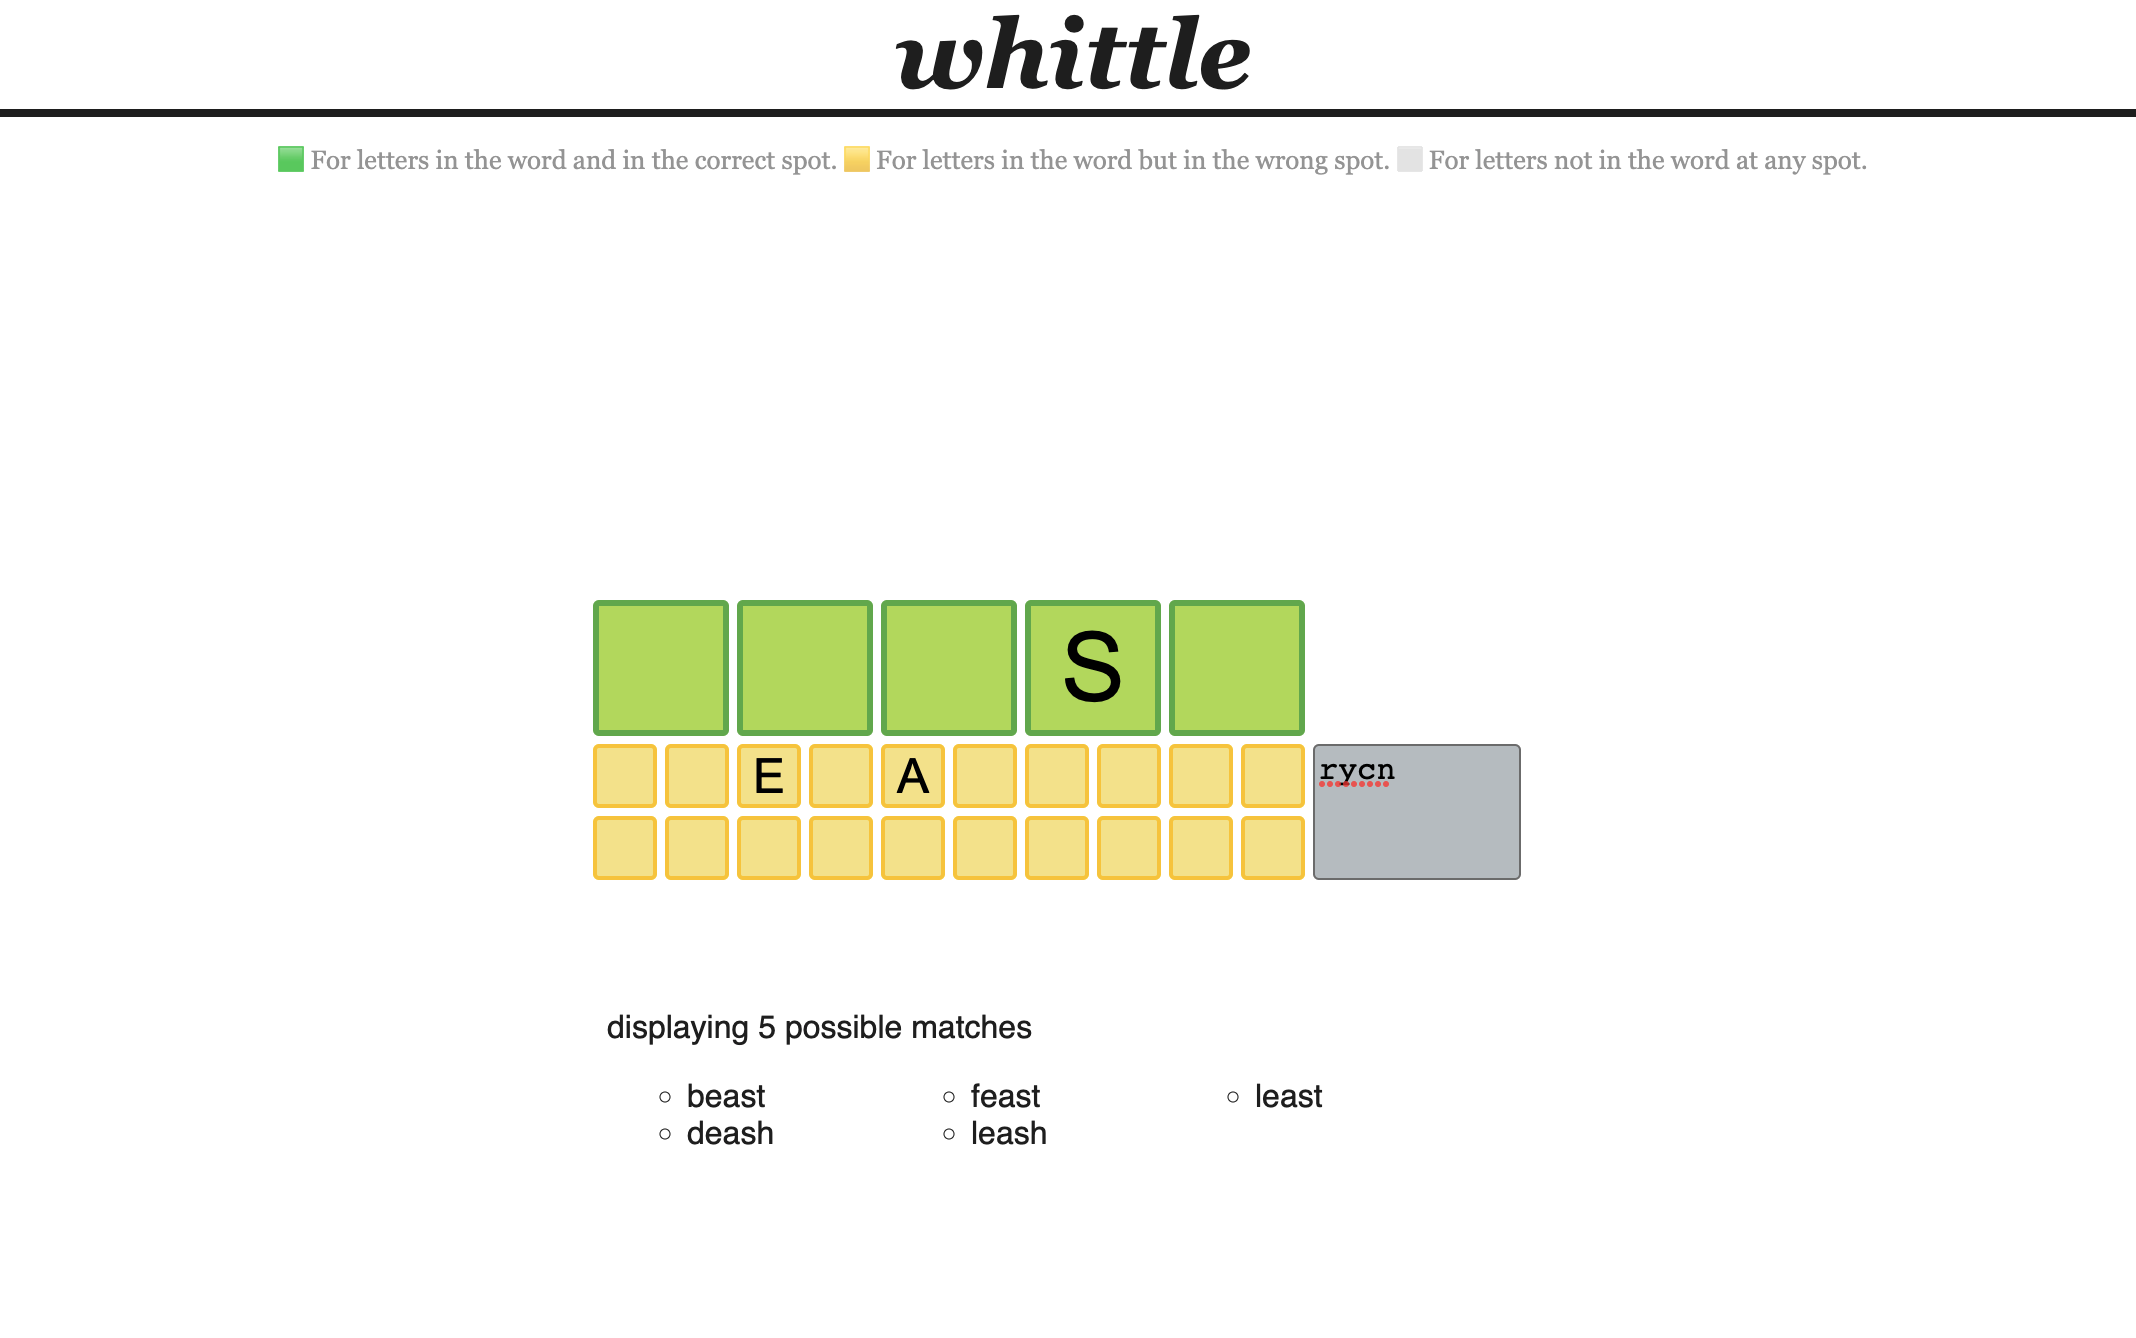 whittle
For letters in the word and in the correct spot. For letters in the word but in the wrong spot. For letters not in the word at any spot.
S
E A
rycn
displaying 5 possible matches
beast feast least
deash leash